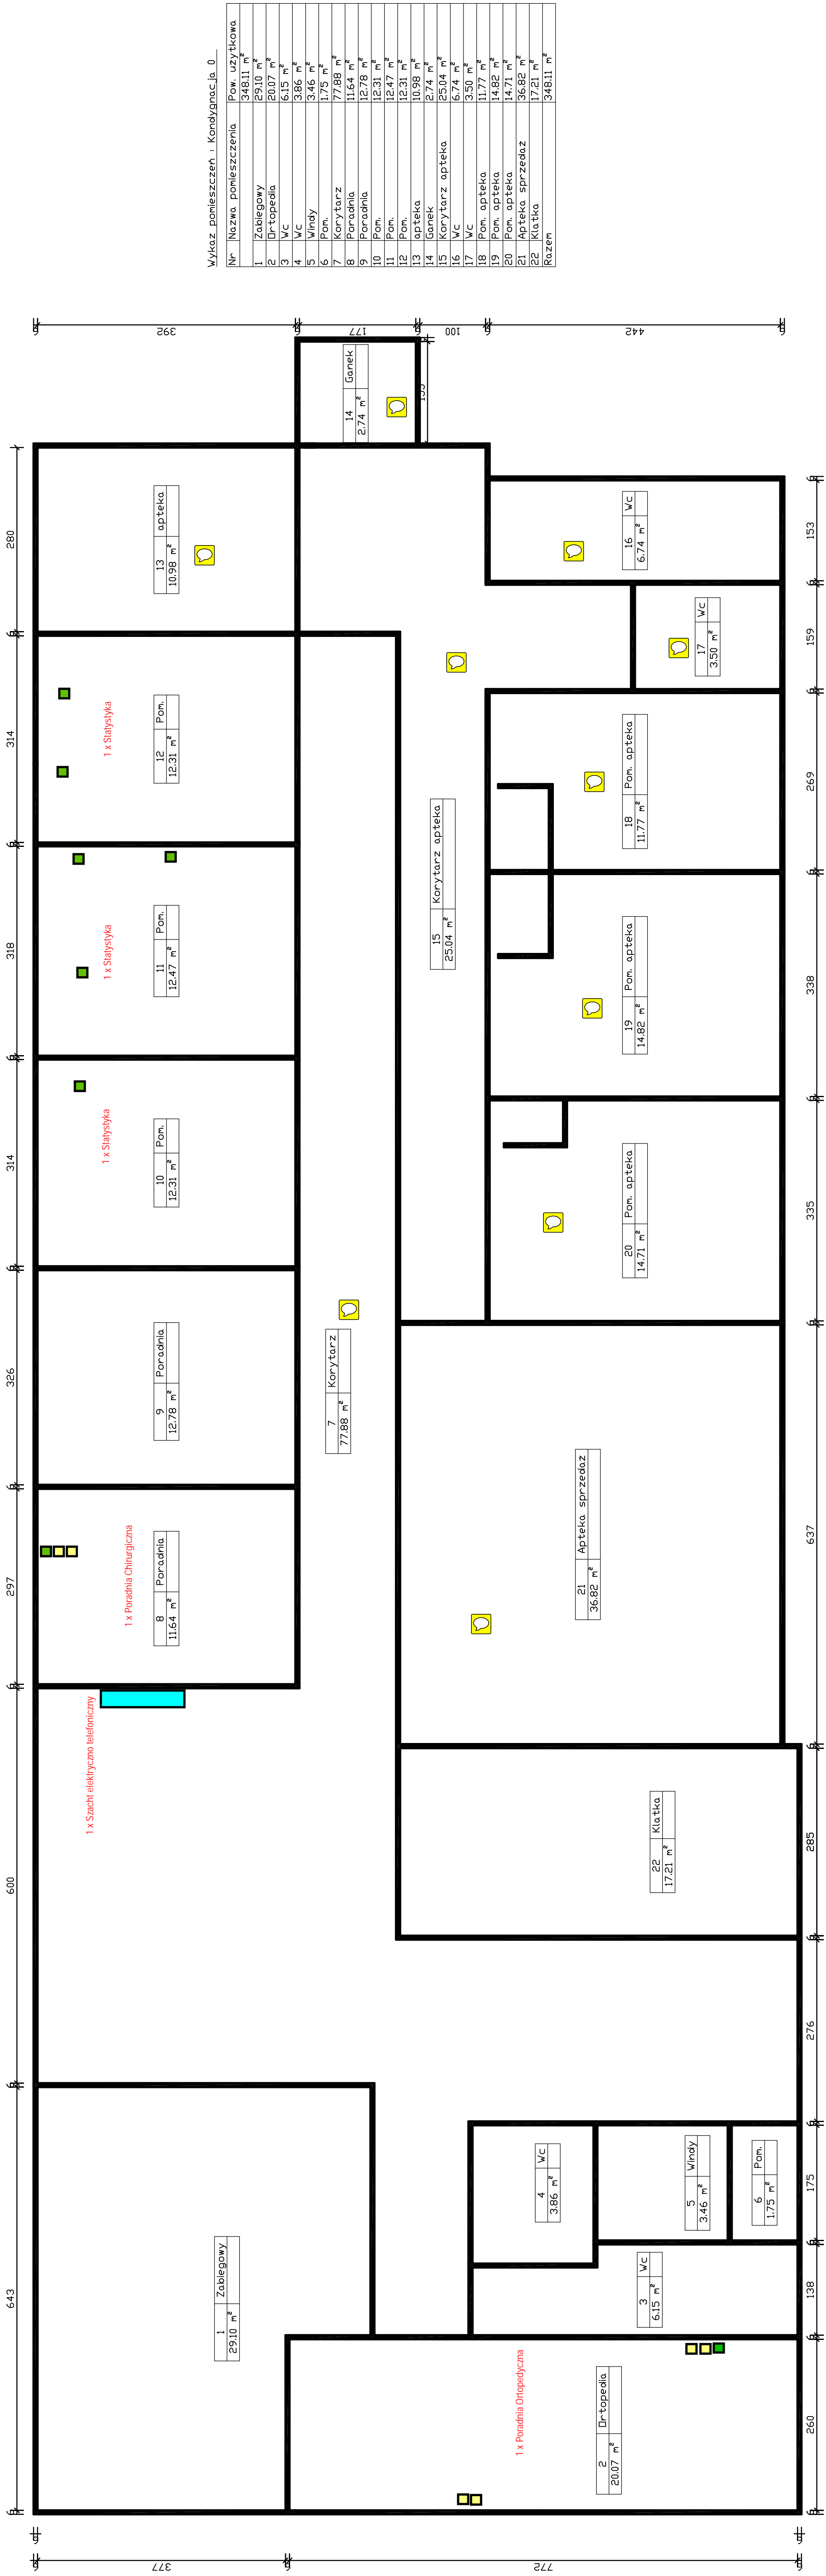 Wykaz pomieszczeń : Kondygnacja 0
Nr Nazwa pomieszczenia Pow. użytkowa
348.11 m²
1 Zabiegowy 29.10 m²
2 Ortopedia 20.07 m²
3 Wc 6.15 m²
4 Wc 3.86 m²
5 Windy 3.46 m²
6 Pom. 1.75 m²
7 Korytarz 77.88 m²
8 Poradnia 11.64 m²
9 Poradnia 12.78 m²
10 Pom. 12.31 m²
11 Pom. 12.47 m²
12 Pom. 12.31 m²
13 apteka 10.98 m²
14 Ganek 2.74 m²
15 Korytarz apteka 25.04 m²
16 Wc 6.74 m²
17 Wc 3.50 m²
18 Pom. apteka 11.77 m²
19 Pom. apteka 14.82 m²
20 Pom. apteka 14.71 m²
21 Apteka sprzedaż 36.82 m²
22 Klatka 17.21 m²
Razem 348.11 m²
643
600
297
326
314
318
314
280
392
177
100
442
377
772
260
138
175
276
285
637
335
338
269
159
153
1 Zabiegowy
29.10 m²
1 x Szacht elektryczno telefoniczny
1 x Poradnia Chirurgiczna
8 Poradnia
11.64 m²
9 Poradnia
12.78 m²
1 x Statystyka
10 Pom.
12.31 m²
1 x Statystyka
11 Pom.
12.47 m²
1 x Statystyka
12 Pom.
12.31 m²
13 apteka
10.98 m²
14 Ganek
2.74 m²
7 Korytarz
77.88 m²
15 Korytarz apteka
25.04 m²
1 x Poradnia Ortopedyczna
2 Ortopedia
20.07 m²
3 Wc
6.15 m²
4 Wc
3.86 m²
5 Windy
3.46 m²
6 Pom.
1.75 m²
22 Klatka
17.21 m²
21 Apteka sprzedaż
36.82 m²
20 Pom. apteka
14.71 m²
19 Pom. apteka
14.82 m²
18 Pom. apteka
11.77 m²
17 Wc
3.50 m²
16 Wc
6.74 m²